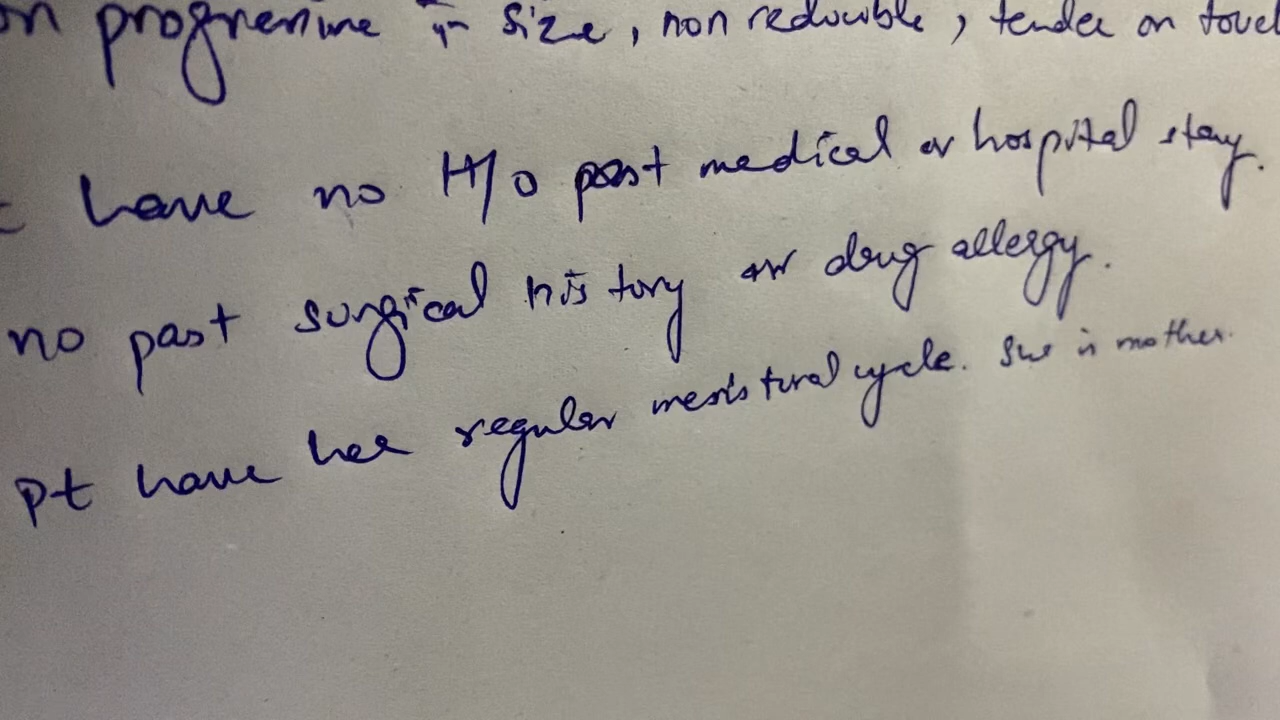 on progressive in size, non reducible, tender on touch
t have no H/o past medical or hospital stay.
no past surgical history or drug allergy.
pt have her regular menstural cycle. She is mother.